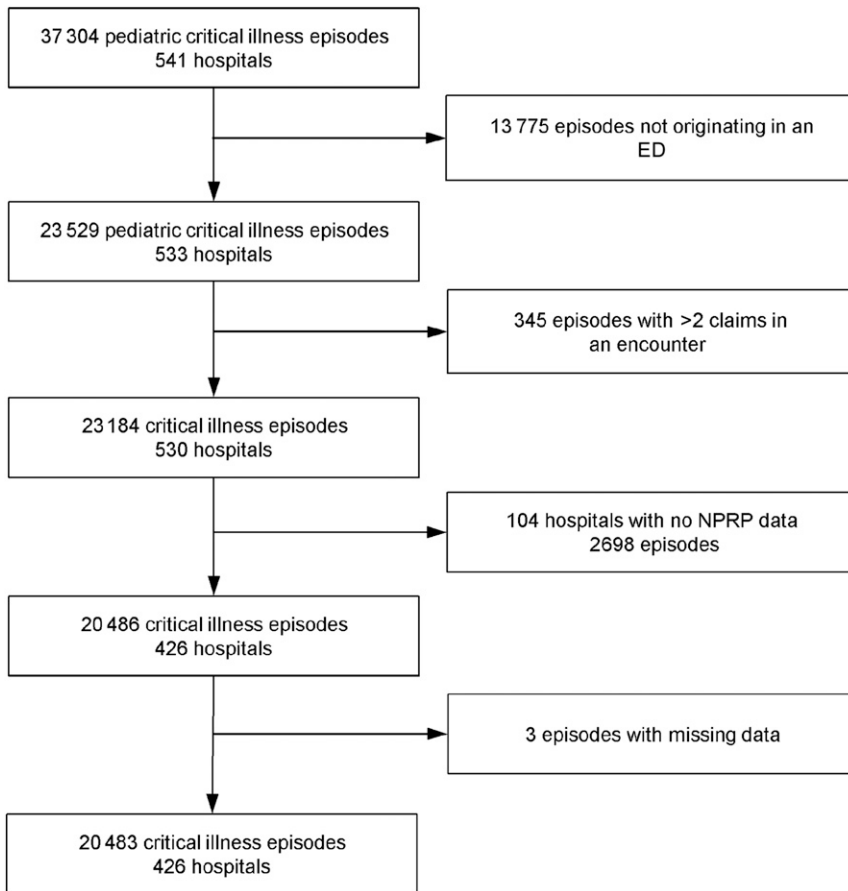 37 304 pediatric critical illness episodes
541 hospitals
13 775 episodes not originating in an
ED
23 529 pediatric critical illness episodes
533 hospitals
345 episodes with >2 claims in
an encounter
23 184 critical illness episodes
530 hospitals
104 hospitals with no NPRP data
2698 episodes
20 486 critical illness episodes
426 hospitals
3 episodes with missing data
20 483 critical illness episodes
426 hospitals